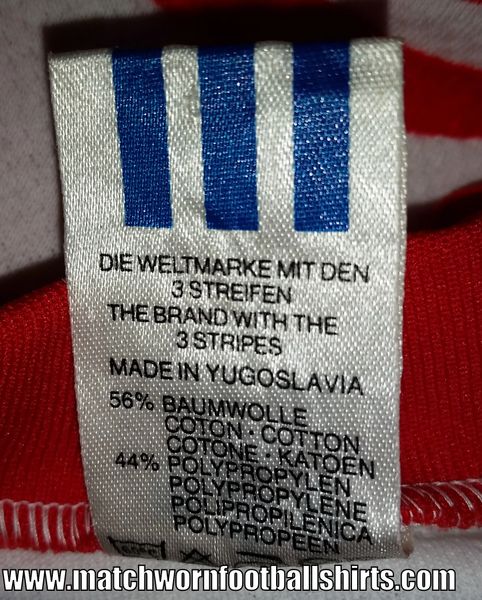 DIE WELTMARKE MIT DEN
3 STREIFEN
THE BRAND WITH THE
3 STRIPES
MADE IN YUGOSLAVIA
56% BAUMWOLLE
COTON · COTTON
COTONE · KATOEN
44% POLYPROPYLEN
POLYPROPYLENE
POLIPROPILENICA
POLYPROPEEN
www.matchwornfootballshirts.com